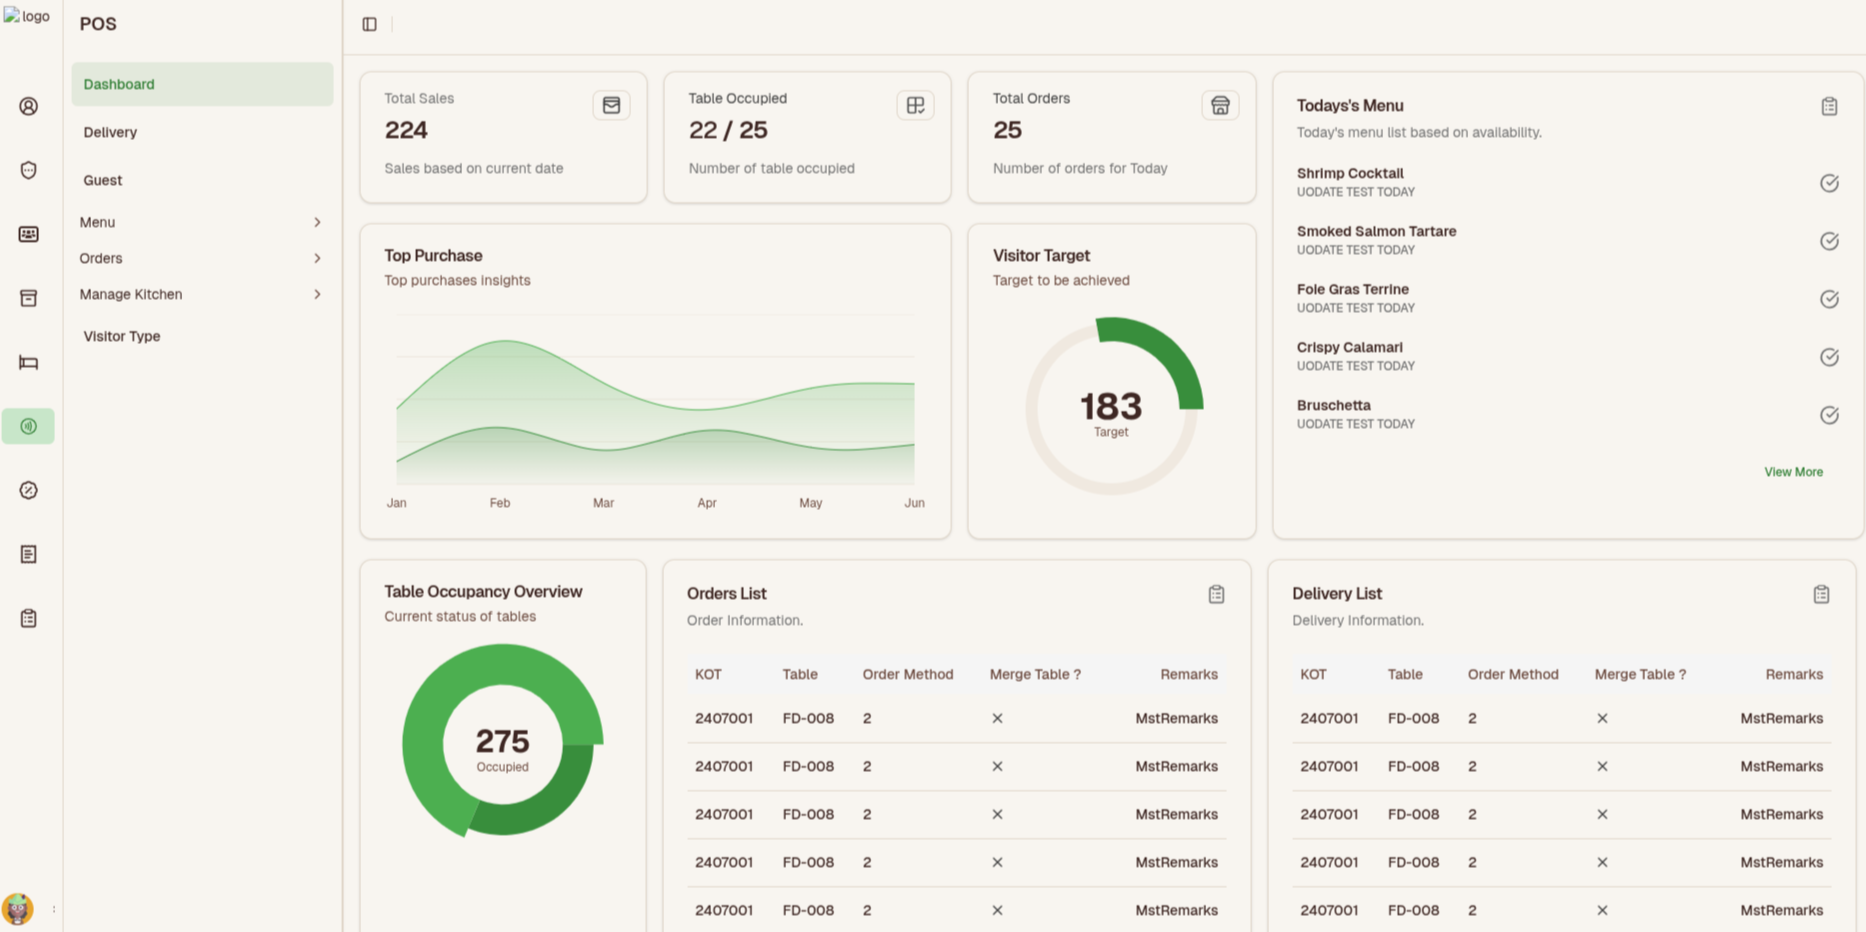 logo
POS
Dashboard
Delivery
Guest
Menu
Orders
Manage Kitchen
Visitor Type
Total Sales
224
Sales based on current date
Table Occupied
22 / 25
Number of table occupied
Total Orders
25
Number of orders for Today
Todays's Menu
Today's menu list based on availability.
Shrimp Cocktail
UODATE TEST TODAY
Smoked Salmon Tartare
UODATE TEST TODAY
Foie Gras Terrine
UODATE TEST TODAY
Crispy Calamari
UODATE TEST TODAY
Bruschetta
UODATE TEST TODAY
View More
Top Purchase
Top purchases insights
Jan Feb Mar Apr May Jun
Visitor Target
Target to be achieved
183
Target
Table Occupancy Overview
Current status of tables
275
Occupied
Orders List
Order Information.
KOT Table Order Method Merge Table ? Remarks
2407001 FD-008 2 MstRemarks
2407001 FD-008 2 MstRemarks
2407001 FD-008 2 MstRemarks
2407001 FD-008 2 MstRemarks
2407001 FD-008 2 MstRemarks
Delivery List
Delivery Information.
KOT Table Order Method Merge Table ? Remarks
2407001 FD-008 2 MstRemarks
2407001 FD-008 2 MstRemarks
2407001 FD-008 2 MstRemarks
2407001 FD-008 2 MstRemarks
2407001 FD-008 2 MstRemarks